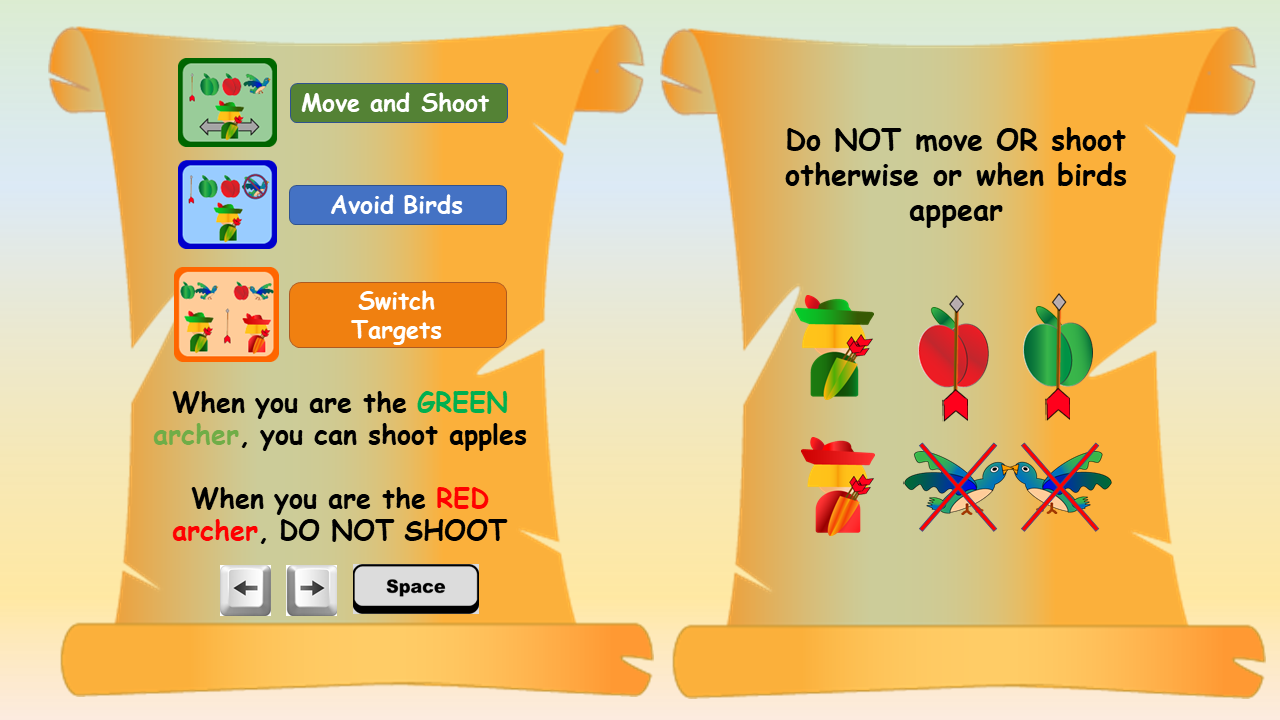 Move and Shoot
Avoid Birds
Switch
Targets
When you are the GREEN
archer, you can shoot apples
When you are the RED
archer, DO NOT SHOOT
Space
Do NOT move OR shoot
otherwise or when birds
appear